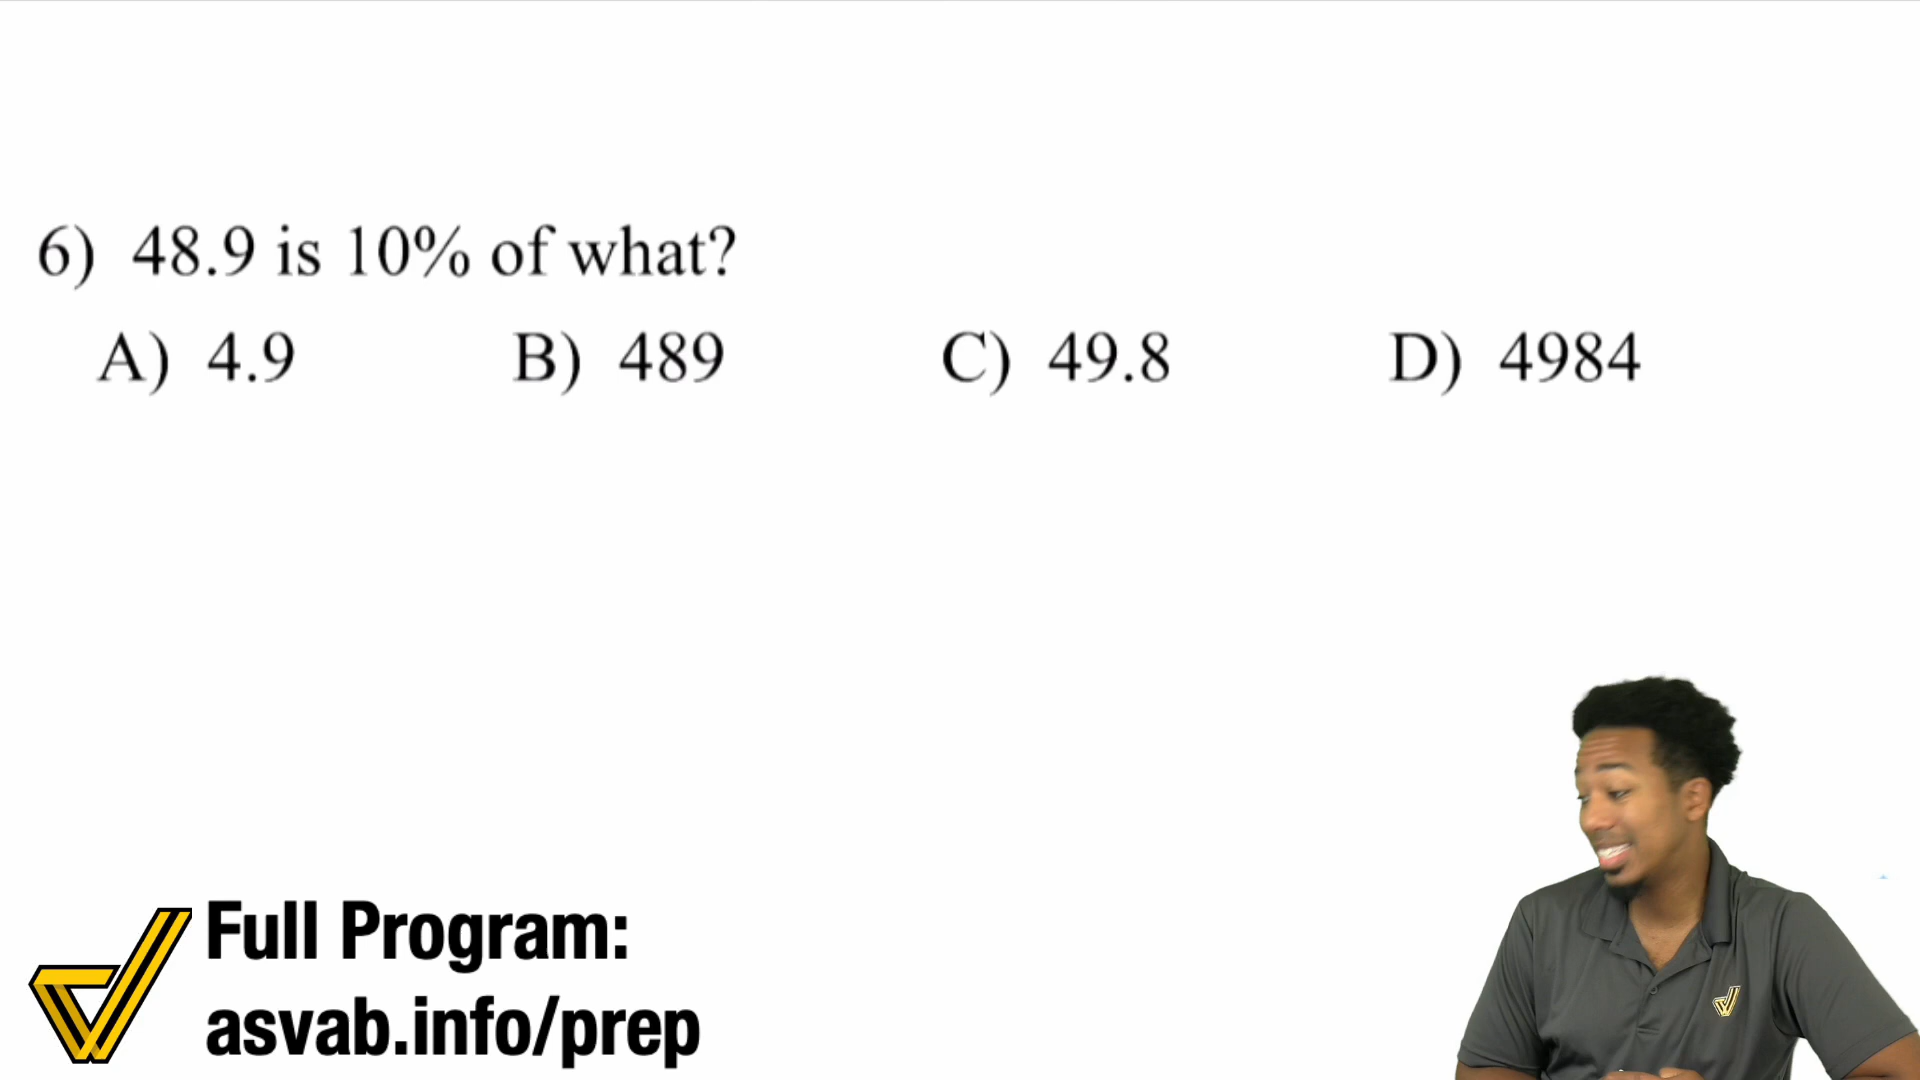 6) 48.9 is 10% of what?
A) 4.9 B) 489 C) 49.8 D) 4984
Full Program:
asvab.info/prep